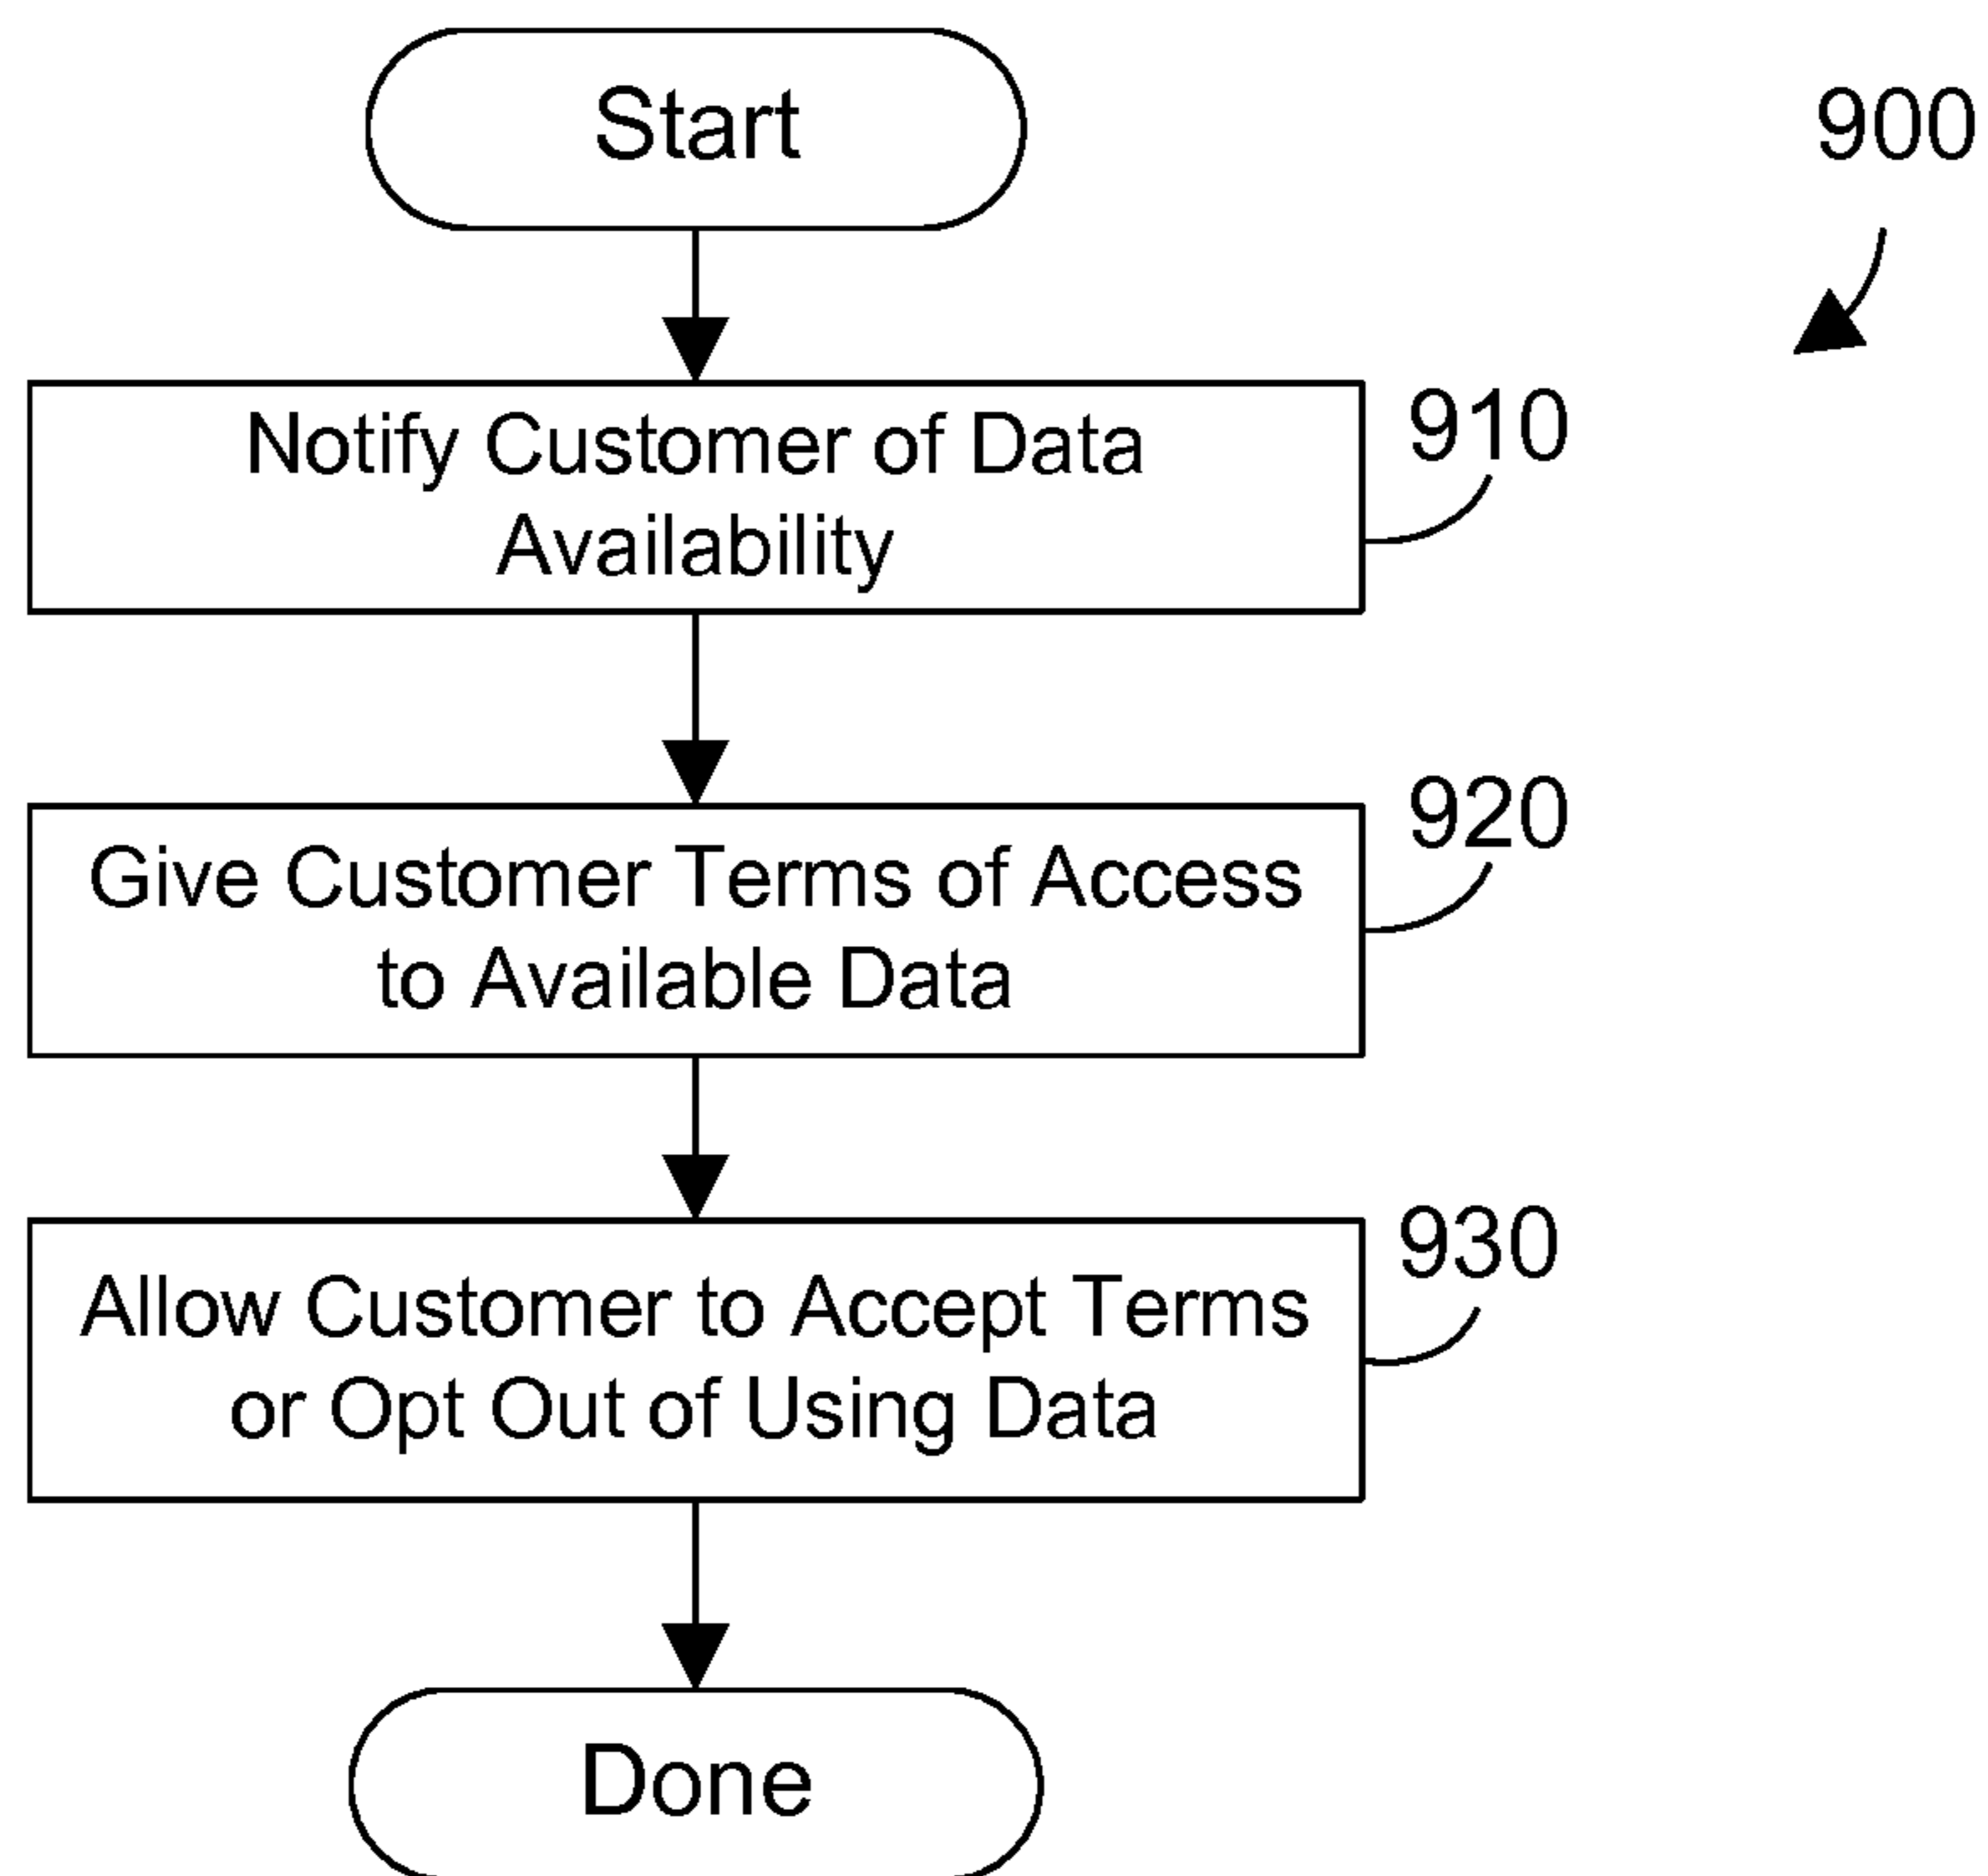 Start
900
Notify Customer of Data
Availability
910
Give Customer Terms of Access
to Available Data
920
Allow Customer to Accept Terms
or Opt Out of Using Data
930
Done